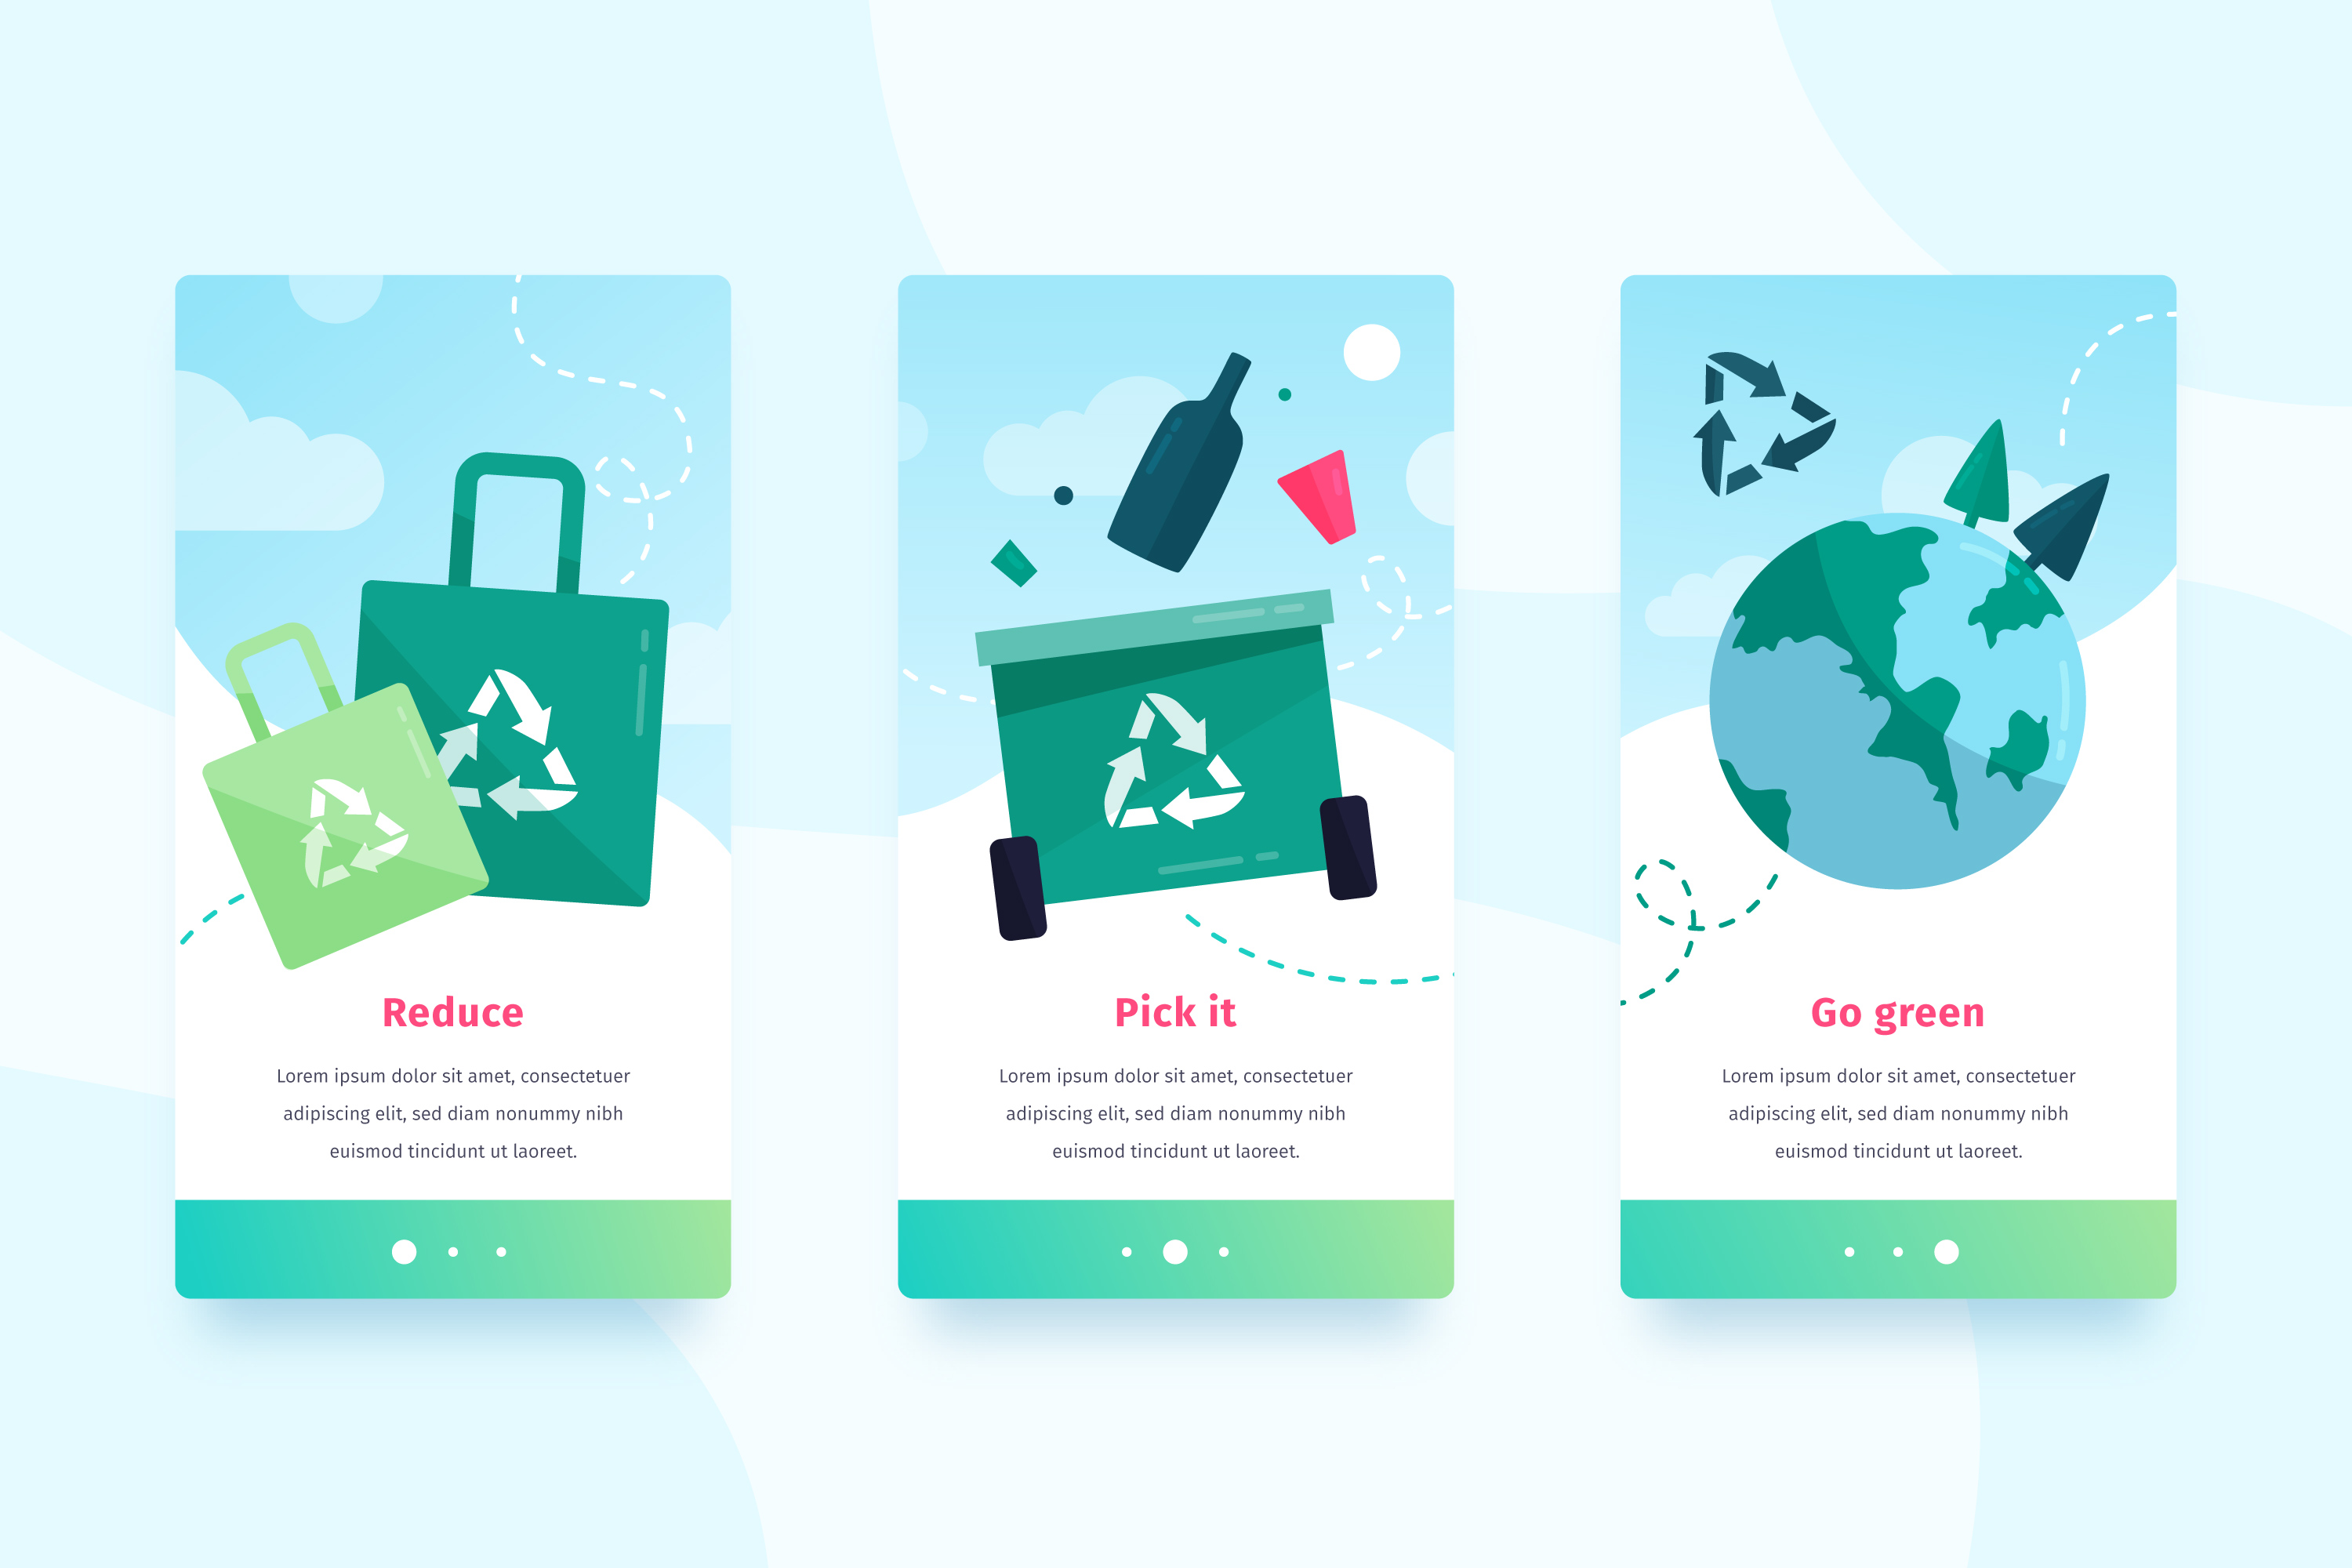 Reduce
Lorem ipsum dolor sit amet, consectetuer
adipiscing elit, sed diam nonummy nibh
euismod tincidunt ut laoreet.
Pick it
Lorem ipsum dolor sit amet, consectetuer
adipiscing elit, sed diam nonummy nibh
euismod tincidunt ut laoreet.
Go green
Lorem ipsum dolor sit amet, consectetuer
adipiscing elit, sed diam nonummy nibh
euismod tincidunt ut laoreet.